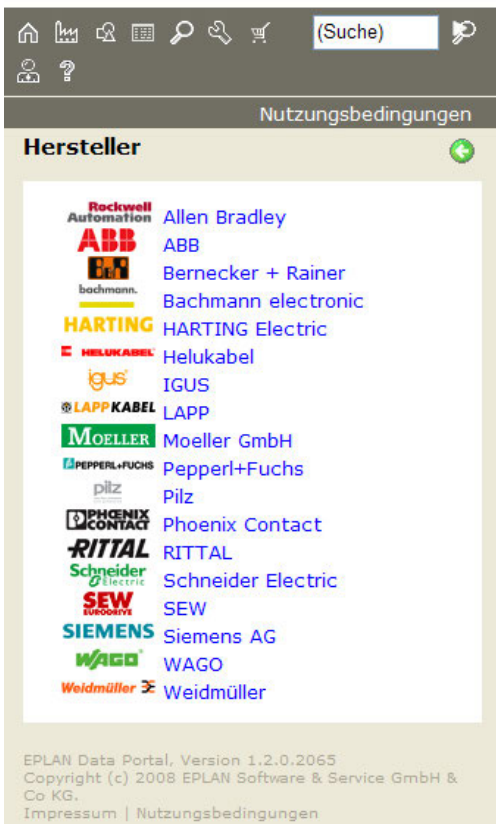 (Suche)
Nutzungsbedingungen
Hersteller
Rockwell
Automation Allen Bradley
ABB ABB
B&R Bernecker + Rainer
bachmann. Bachmann electronic
HARTING HARTING Electric
HELUKABEL Helukabel
igus IGUS
LAPP KABEL LAPP
MOELLER Moeller GmbH
PEPPERL+FUCHS Pepperl+Fuchs
pilz Pilz
PHŒNIX
CONTACT Phoenix Contact
RITTAL RITTAL
Schneider
Electric Schneider Electric
SEW
EURODRIVE SEW
SIEMENS Siemens AG
WAGO WAGO
Weidmüller Weidmüller
EPLAN Data Portal, Version 1.2.0.2065
Copyright (c) 2008 EPLAN Software & Service GmbH &
Co KG.
Impressum | Nutzungsbedingungen